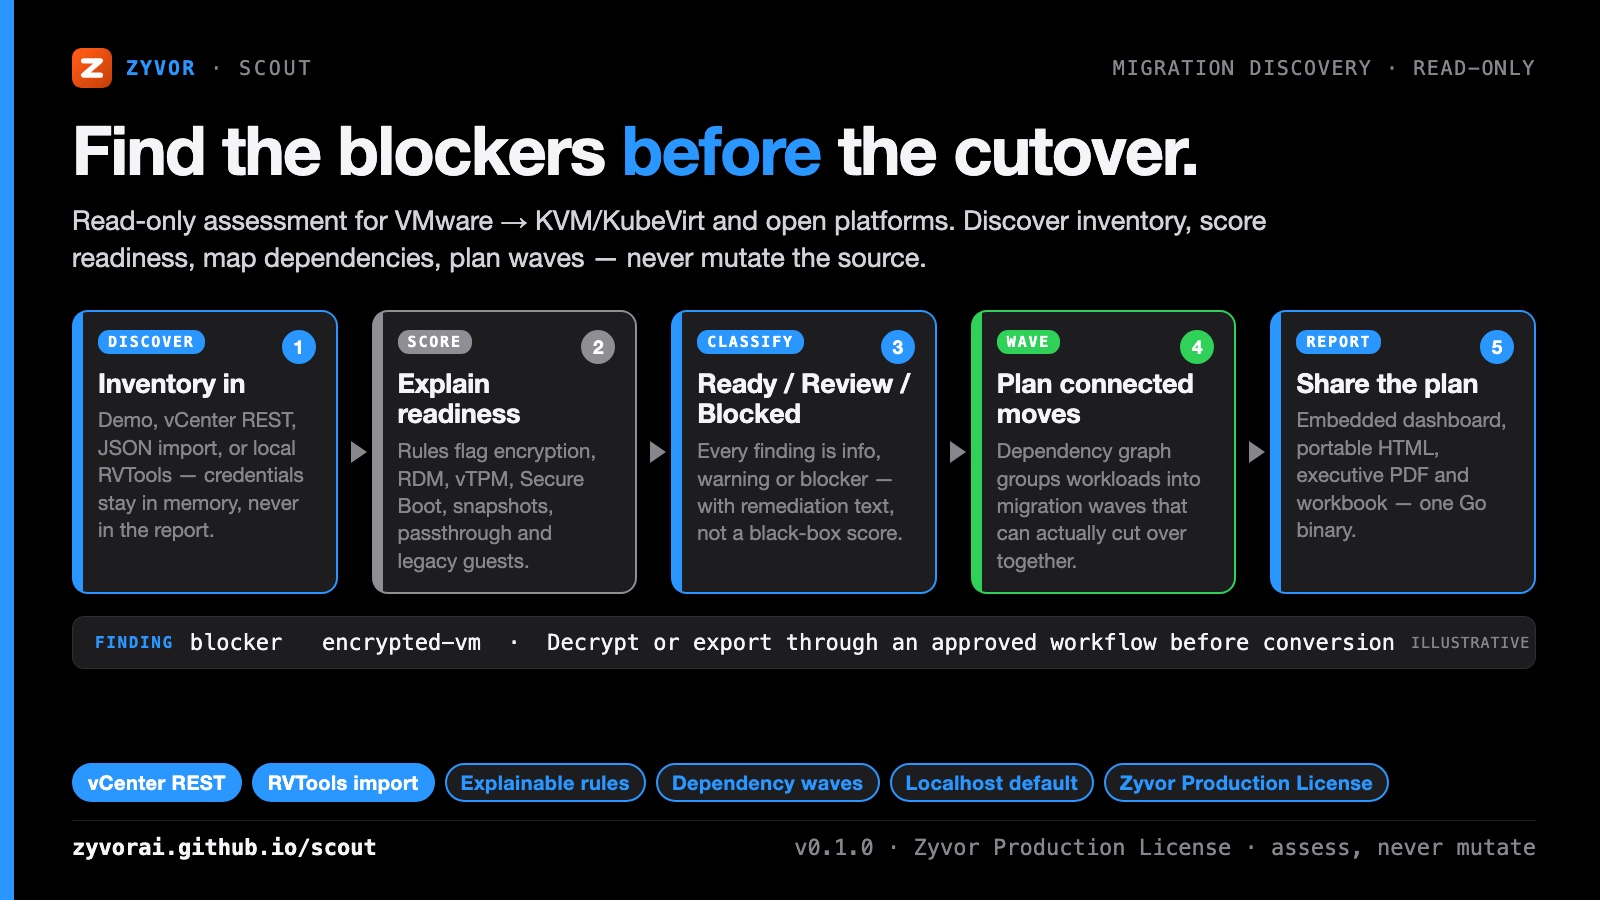 ZYVOR · SCOUT
MIGRATION DISCOVERY · READ-ONLY
Find the blockers before the cutover.
Read-only assessment for VMware → KVM/KubeVirt and open platforms. Discover inventory, score
readiness, map dependencies, plan waves — never mutate the source.
DISCOVER
1
Inventory in
Demo, vCenter REST,
JSON import, or local
RVTools — credentials
stay in memory, never
in the report.
SCORE
2
Explain
readiness
Rules flag encryption,
RDM, vTPM, Secure
Boot, snapshots,
passthrough and
legacy guests.
CLASSIFY
3
Ready / Review /
Blocked
Every finding is info,
warning or blocker —
with remediation text,
not a black-box score.
WAVE
4
Plan connected
moves
Dependency graph
groups workloads into
migration waves that
can actually cut over
together.
REPORT
5
Share the plan
Embedded dashboard,
portable HTML,
executive PDF and
workbook — one Go
binary.
FINDING blocker encrypted-vm · Decrypt or export through an approved workflow before conversion ILLUSTRATIVE
vCenter REST
RVTools import
Explainable rules
Dependency waves
Localhost default
Zyvor Production License
zyvorai.github.io/scout
v0.1.0 · Zyvor Production License · assess, never mutate